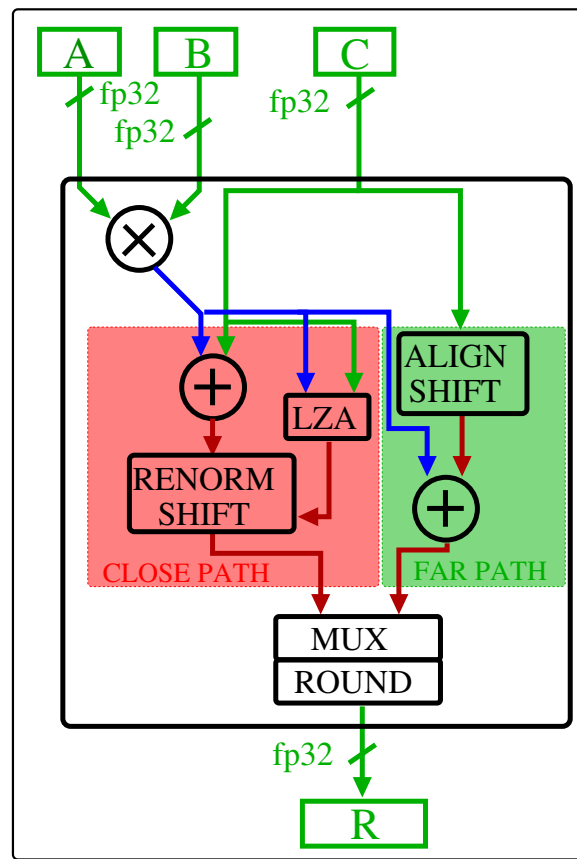 A B C
fp32
fp32
fp32
ALIGN
SHIFT
LZA
RENORM
SHIFT
CLOSE PATH
FAR PATH
MUX
ROUND
fp32
R